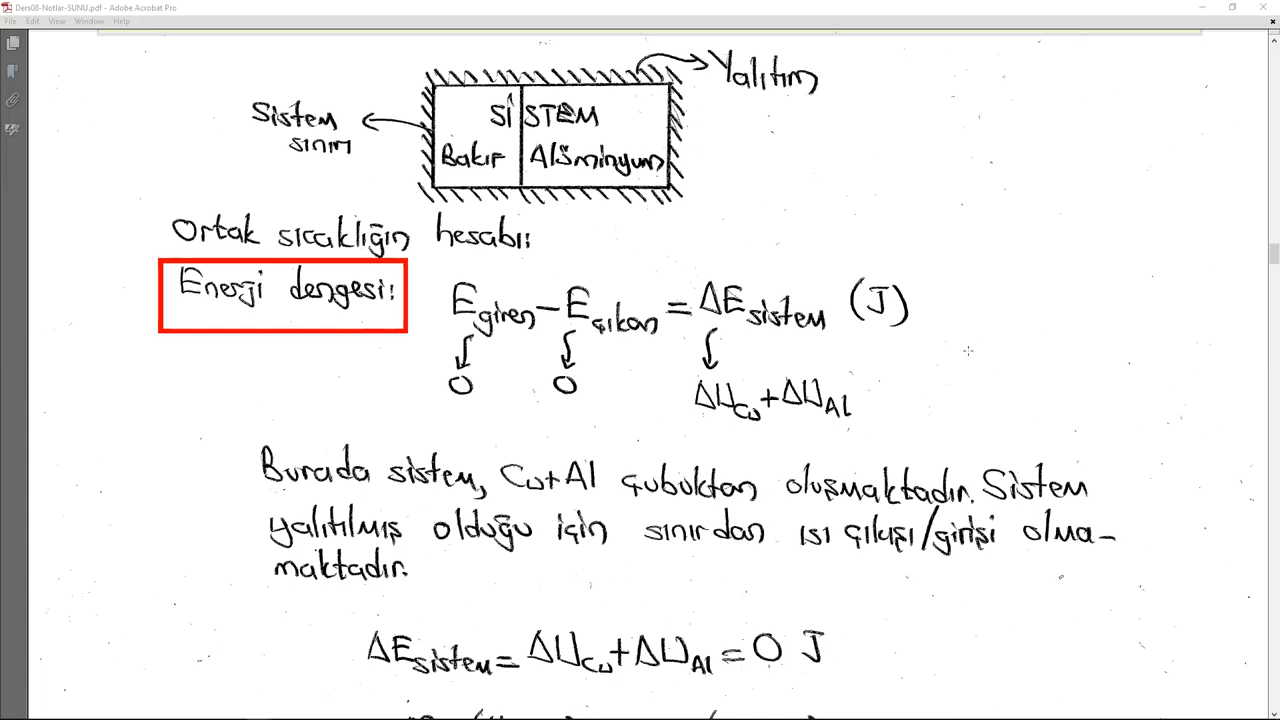 Ders08-Notlar-SUNU.pdf - Adobe Acrobat Pro
File Edit View Window Help
Yalıtım
Sistem
sınırı
SİSTEM
Bakır Alüminyum
Ortak sıcaklığın hesabı:
Enerji dengesi:
Egiren - Eçıkan = ΔEsistem (J)
0 0 ΔUCu + ΔUAl
Burada sistem, Cu+Al çubuktan oluşmaktadır. Sistem
yalıtılmış olduğu için sınırdan ısı çıkışı/girişi olma-
maktadır.
ΔEsistem = ΔUCu + ΔUAl = 0 J